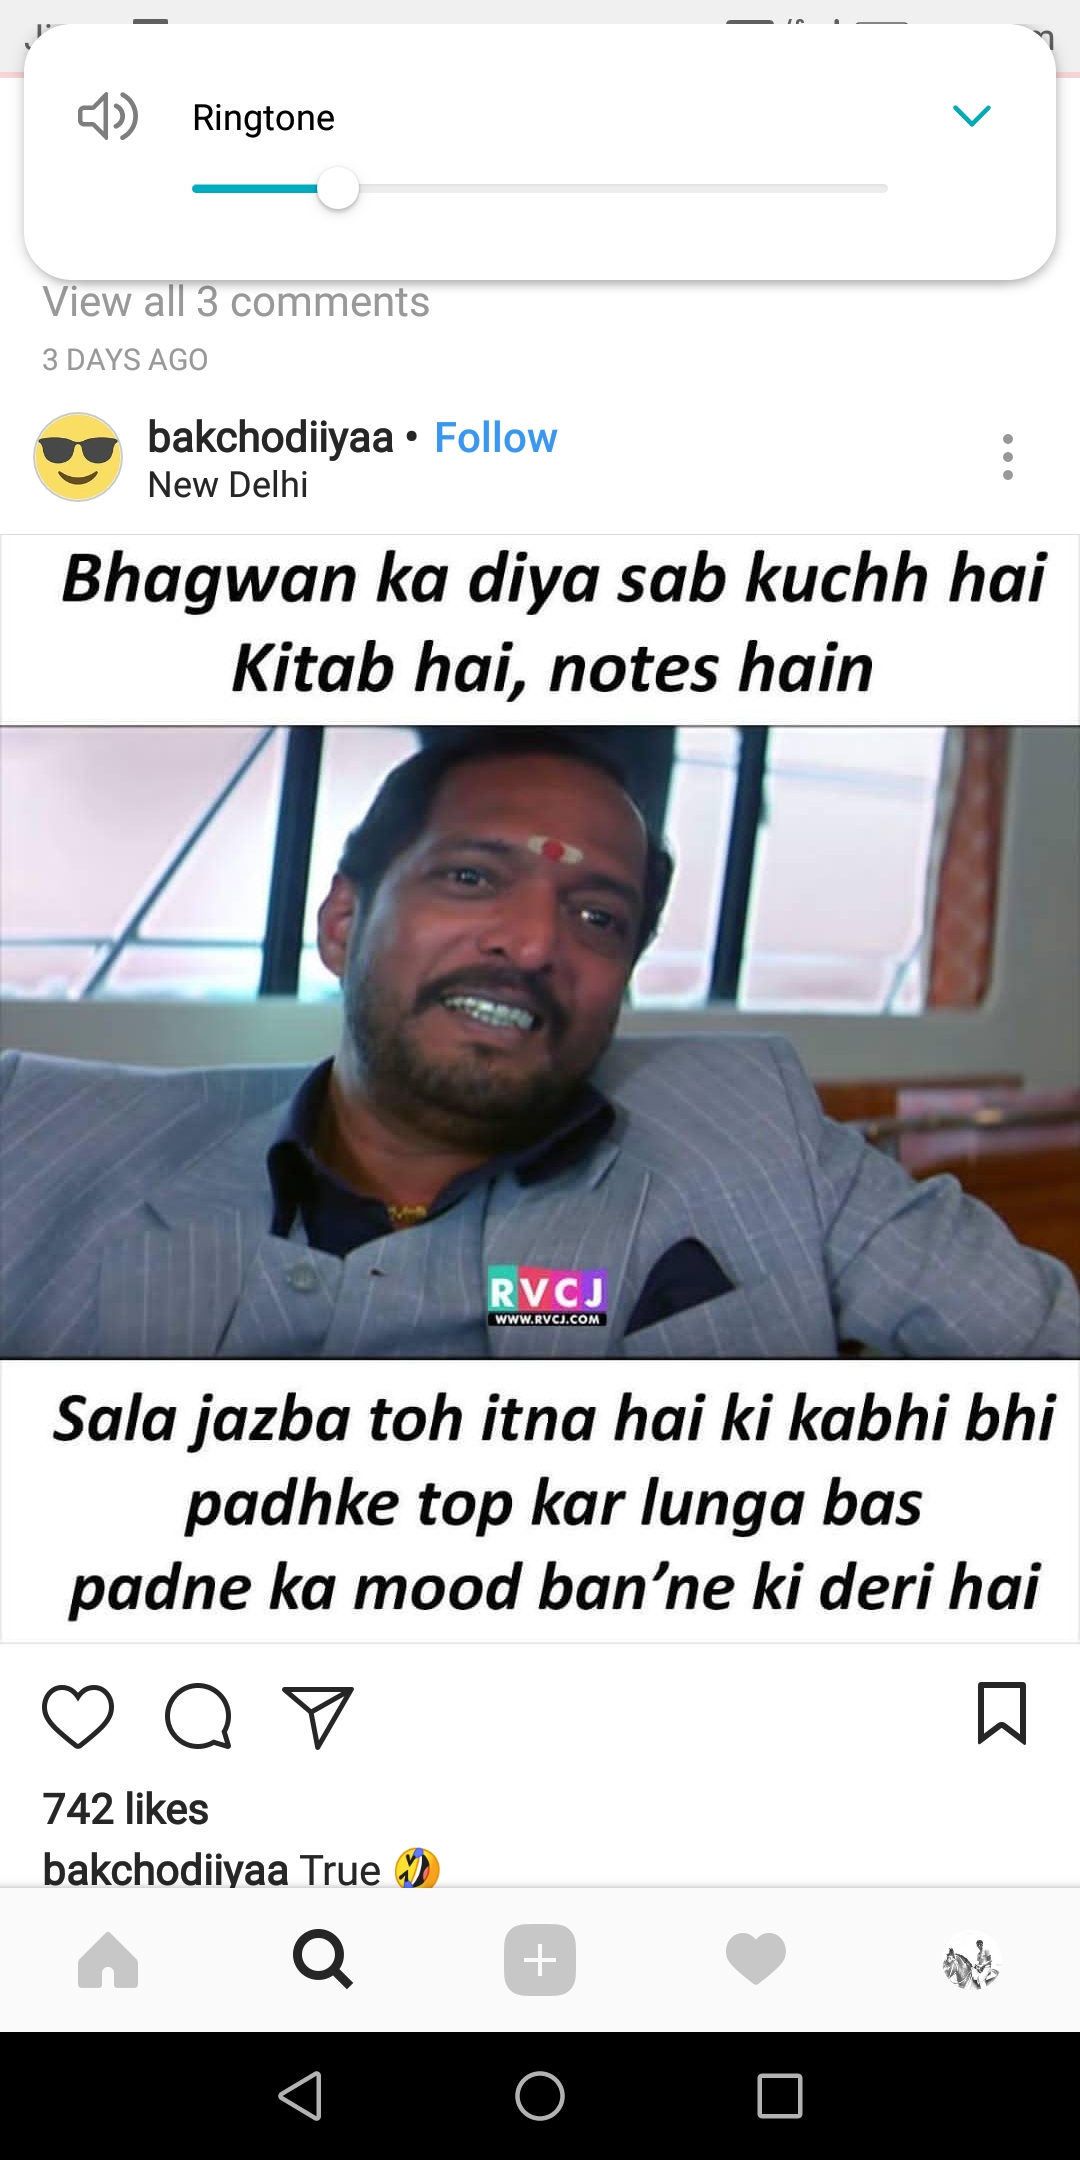 Ringtone
View all 3 comments
3 DAYS AGO
bakchodiiyaa • Follow
New Delhi
Bhagwan ka diya sab kuchh hai
Kitab hai, notes hain
RVCJ
WWW.RVCJ.COM
Sala jazba toh itna hai ki kabhi bhi
padhke top kar lunga bas
padne ka mood ban’ne ki deri hai
742 likes
bakchodiiyaa True 🤣